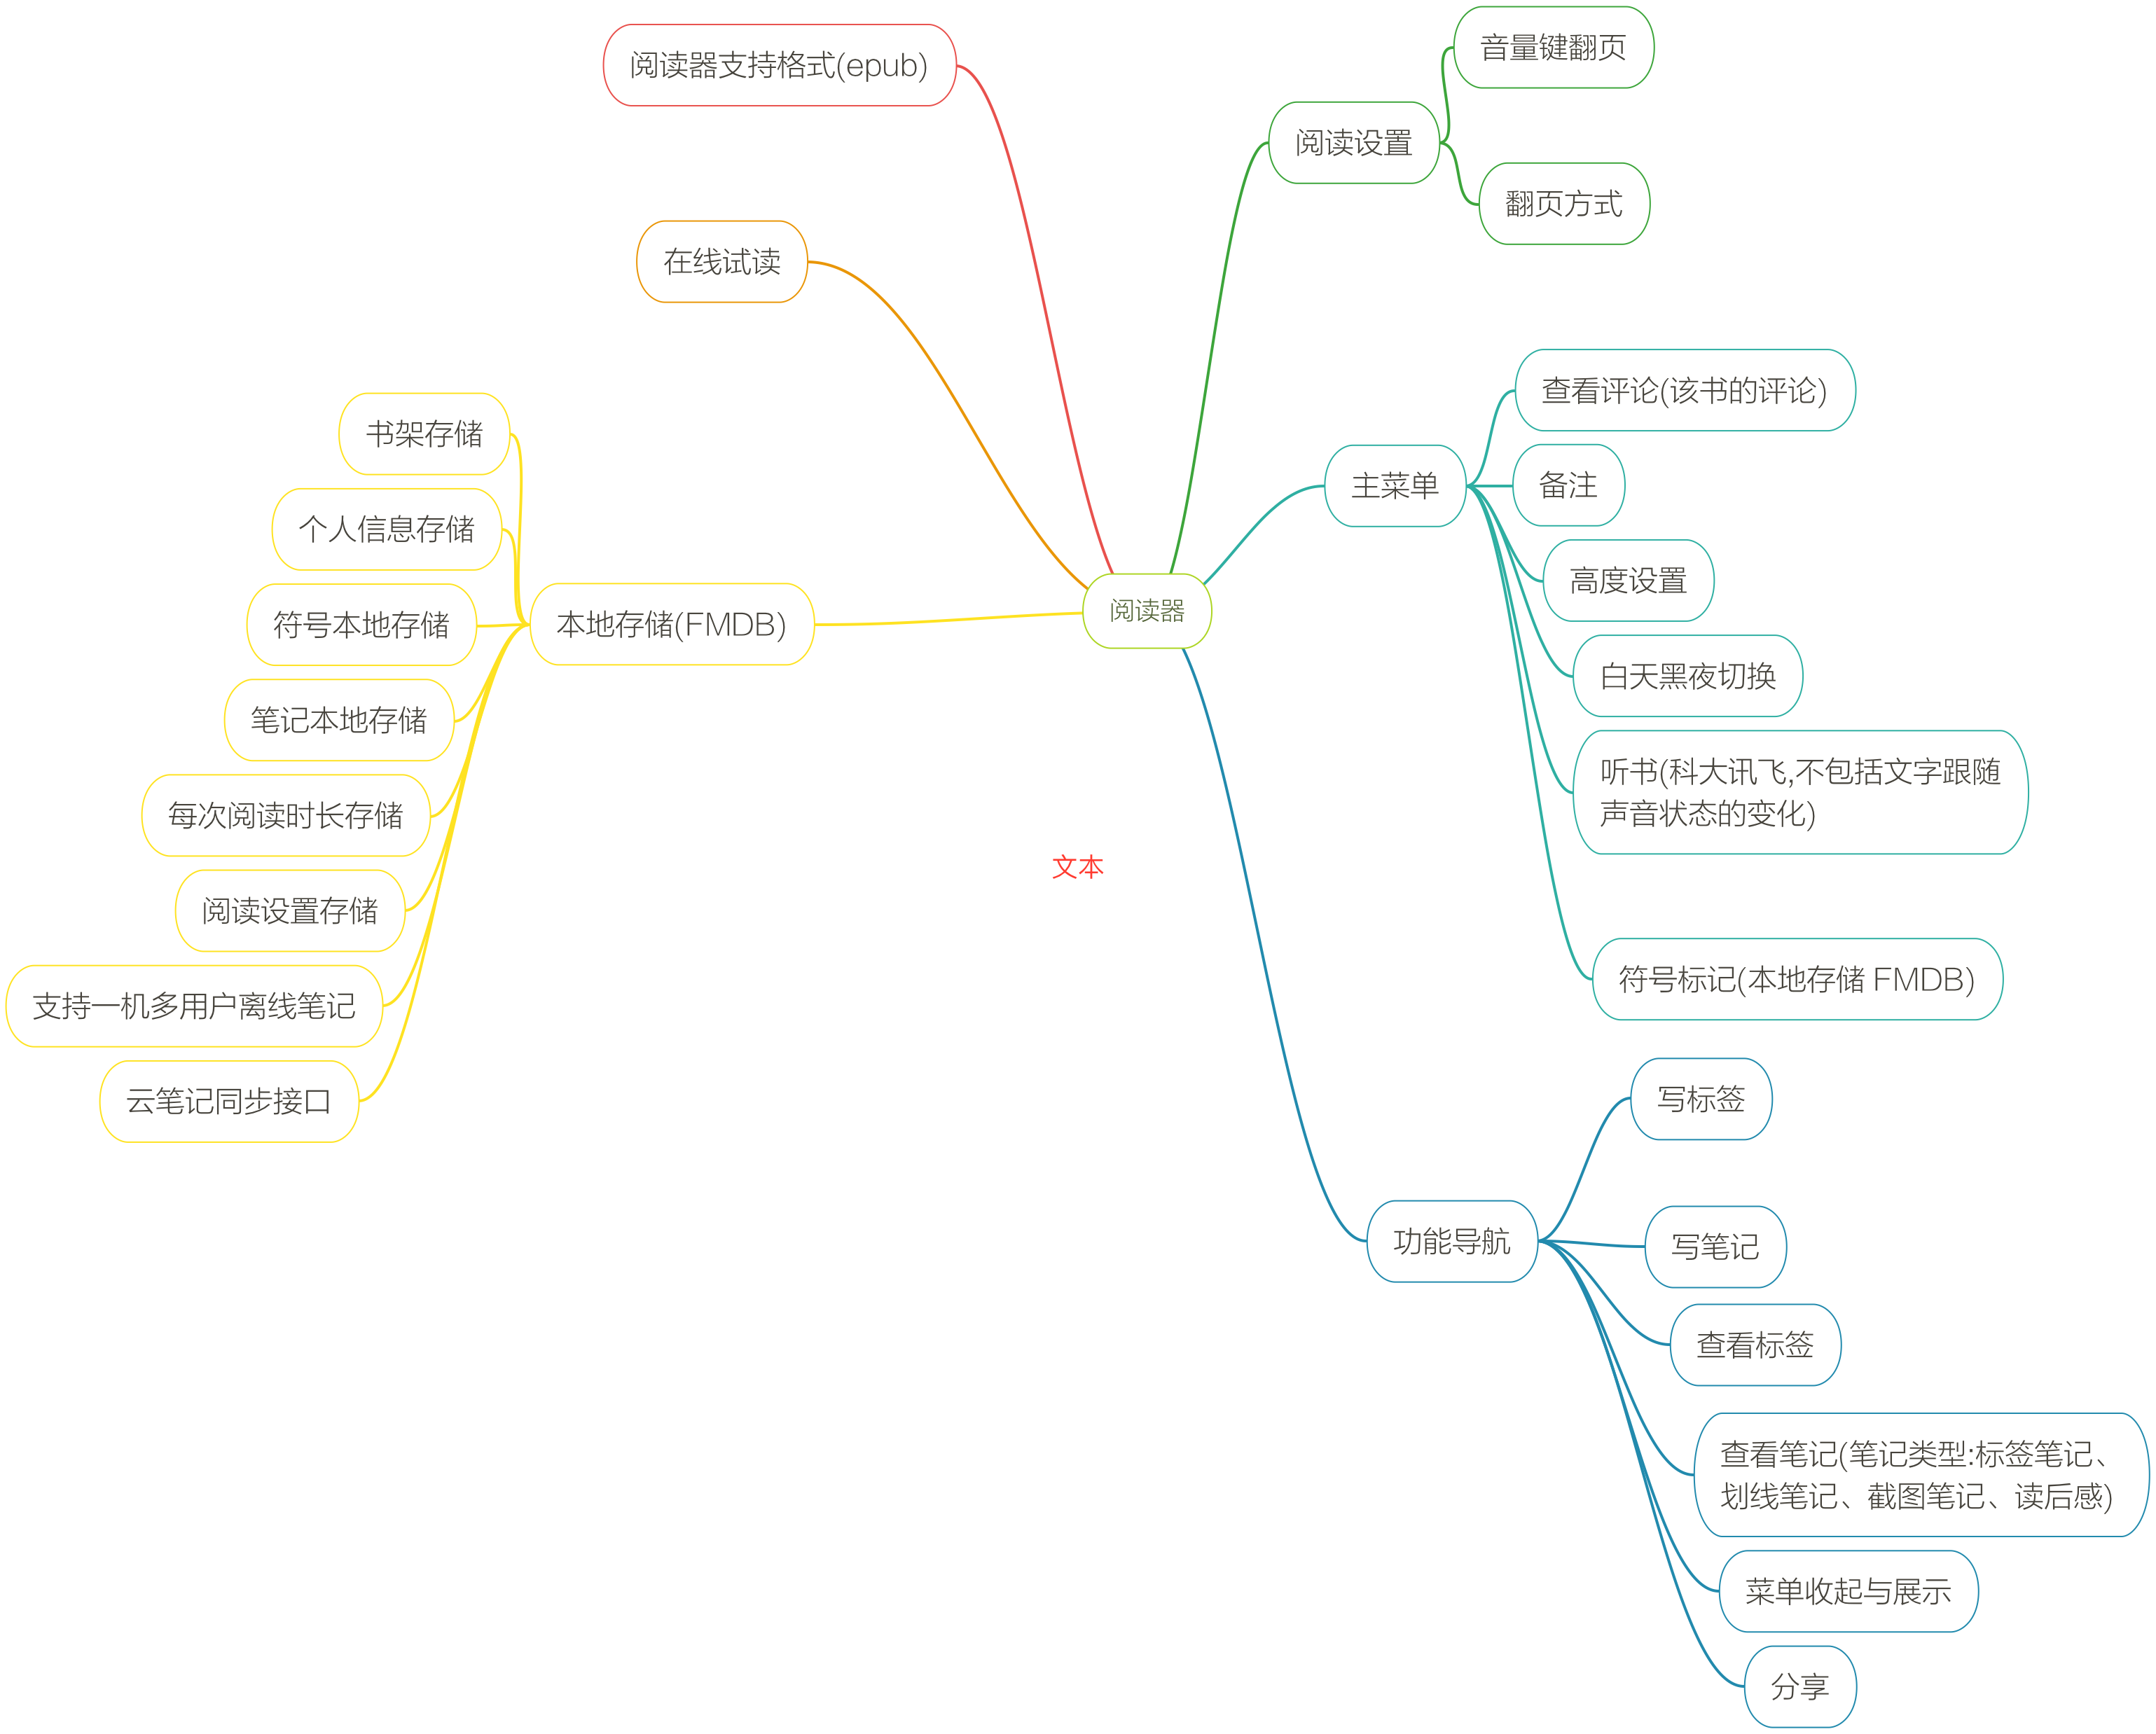 阅读器支持格式(epub)
在线试读
本地存储(FMDB)
书架存储
个人信息存储
符号本地存储
笔记本地存储
每次阅读时长存储
阅读设置存储
支持一机多用户离线笔记
云笔记同步接口
阅读器
文本
阅读设置
音量键翻页
翻页方式
主菜单
查看评论(该书的评论)
备注
高度设置
白天黑夜切换
听书(科大讯飞,不包括文字跟随
声音状态的变化)
符号标记(本地存储 FMDB)
功能导航
写标签
写笔记
查看标签
查看笔记(笔记类型:标签笔记、
划线笔记、截图笔记、读后感)
菜单收起与展示
分享